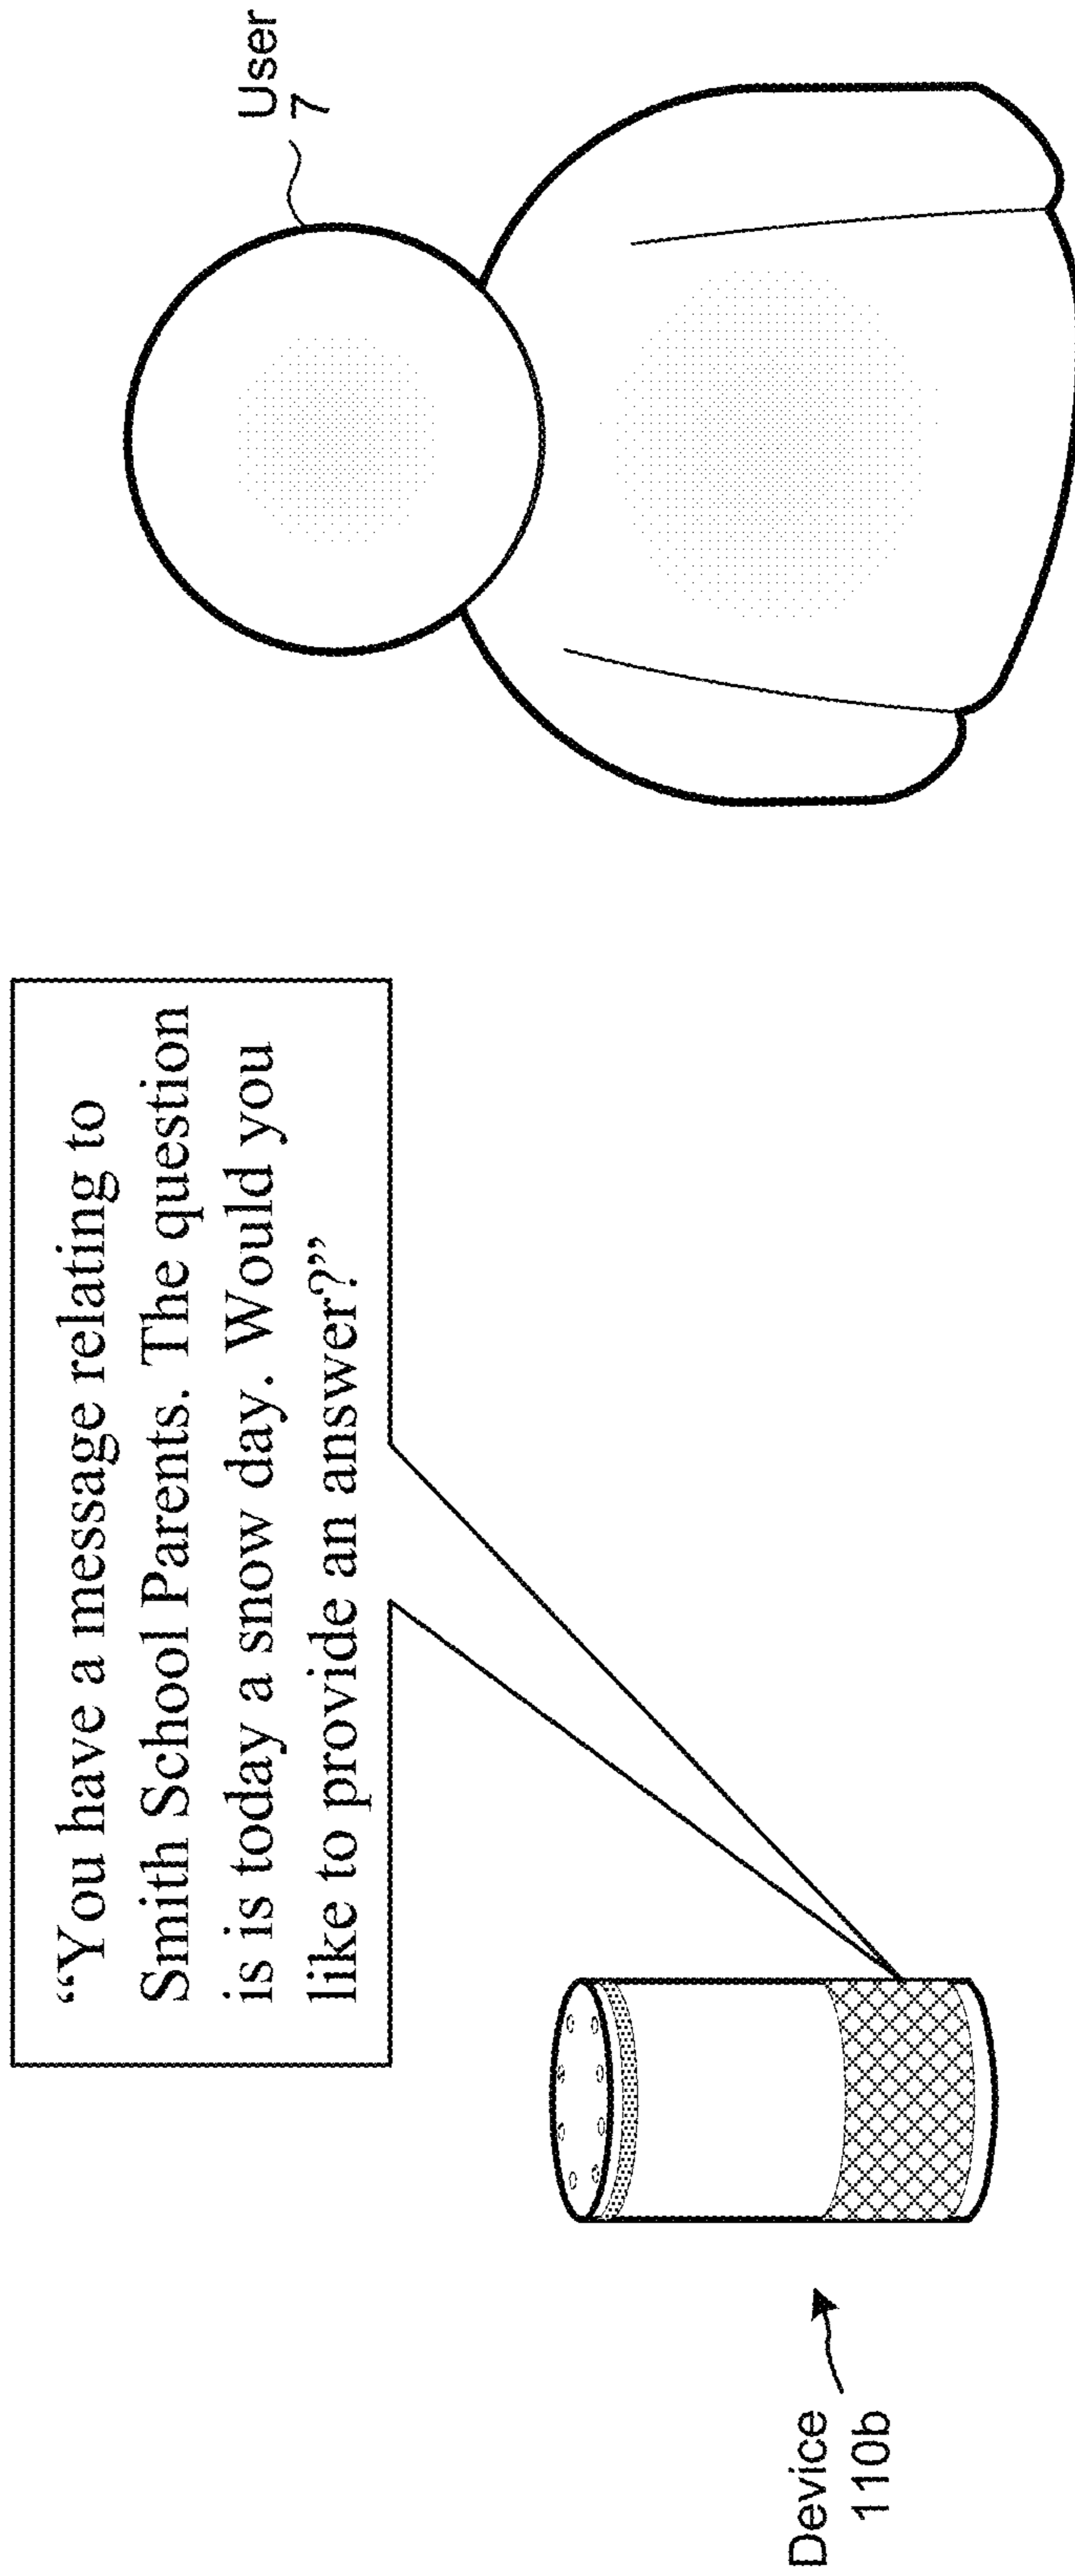 “You have a message relating to
Smith School Parents. The question
is is today a snow day. Would you
like to provide an answer?”
User
7
Device
110b